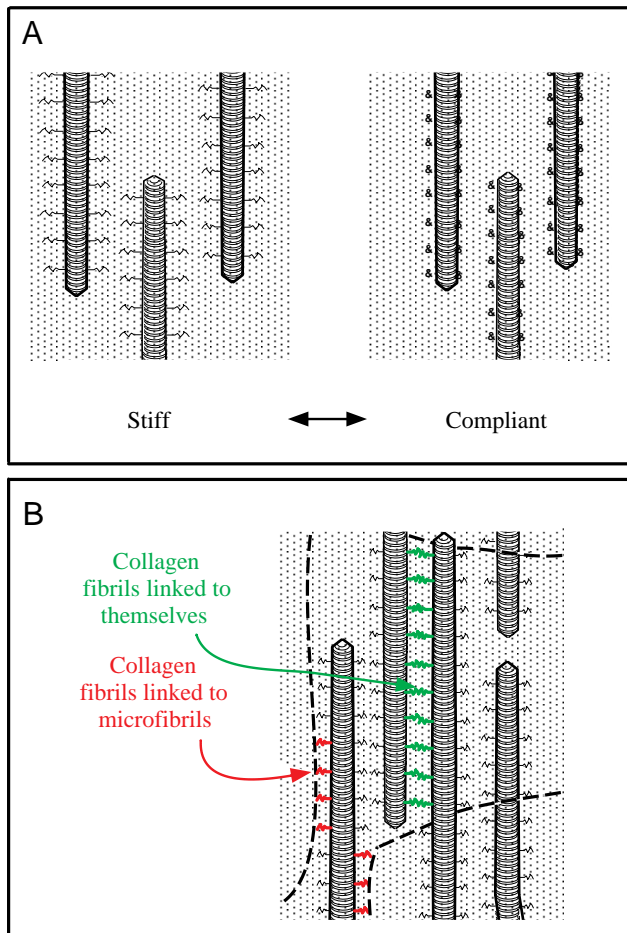 A
Stiff
Compliant
B
Collagen
fibrils linked to
themselves
Collagen
fibrils linked to
microfibrils